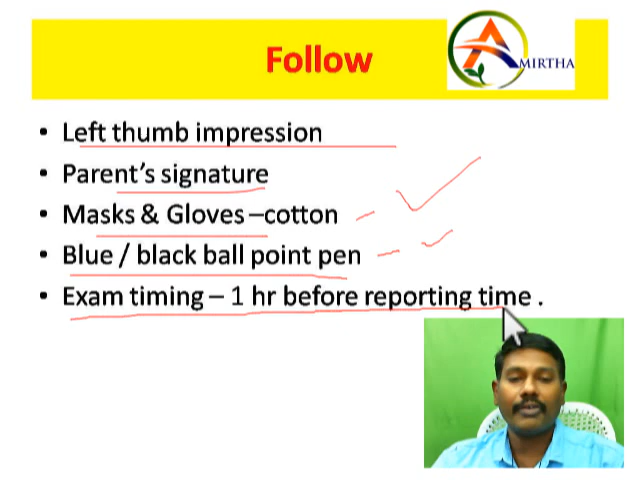 Follow
AMIRTHA
• Left thumb impression
• Parent's signature
• Masks & Gloves –cotton
• Blue / black ball point pen
• Exam timing – 1 hr before reporting time .